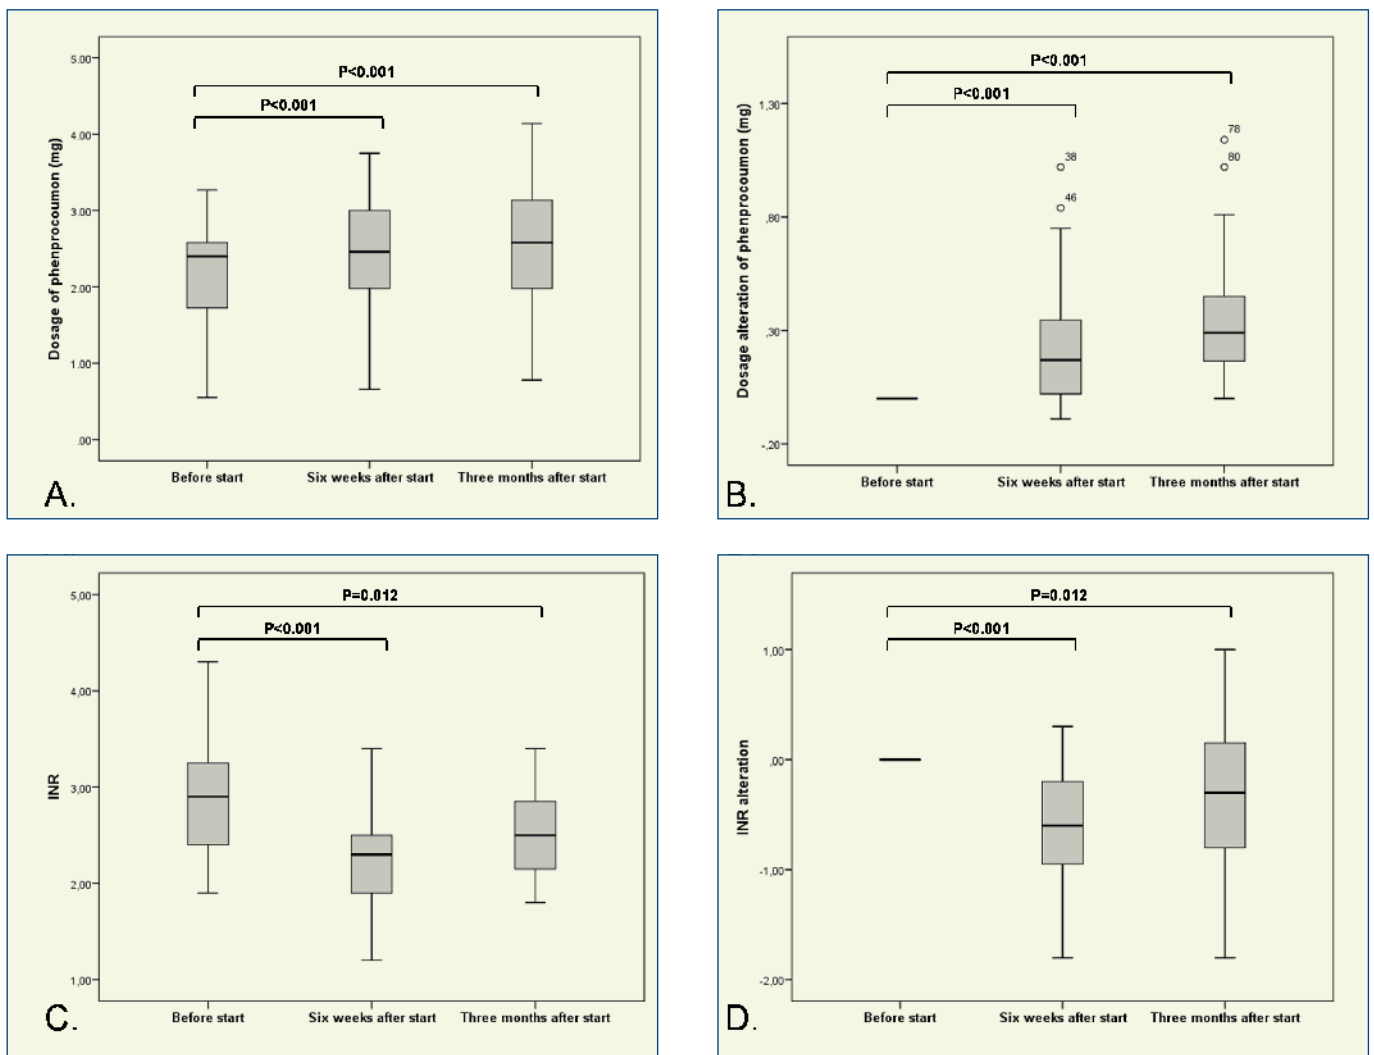 P<0.001
P<0.001
5,00
4,00
3,00
2,00
1,00
,00
Dosage of phenprocoumon (mg)
Before start
Six weeks after start
Three months after start
A.
P<0.001
P<0.001
1,30
,80
,30
-,20
38
46
78
80
Dosage alteration of phenprocoumon (mg)
Before start
Six weeks after start
Three months after start
B.
P=0.012
P<0.001
5,00
4,00
3,00
2,00
1,00
INR
Before start
Six weeks after start
Three months after start
C.
P=0.012
P<0.001
1,00
,00
-1,00
-2,00
INR alteration
Before start
Six weeks after start
Three months after start
D.